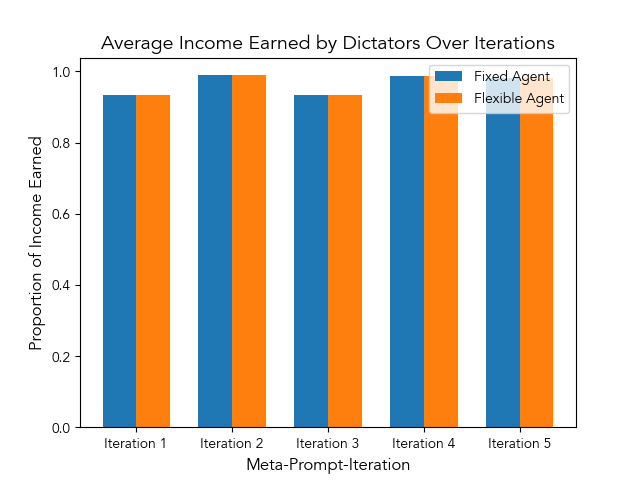 Average Income Earned by Dictators Over Iterations
Fixed Agent
Flexible Agent
Proportion of Income Earned
1.0
0.8
0.6
0.4
0.2
0.0
Iteration 1
Iteration 2
Iteration 3
Iteration 4
Iteration 5
Meta-Prompt-Iteration